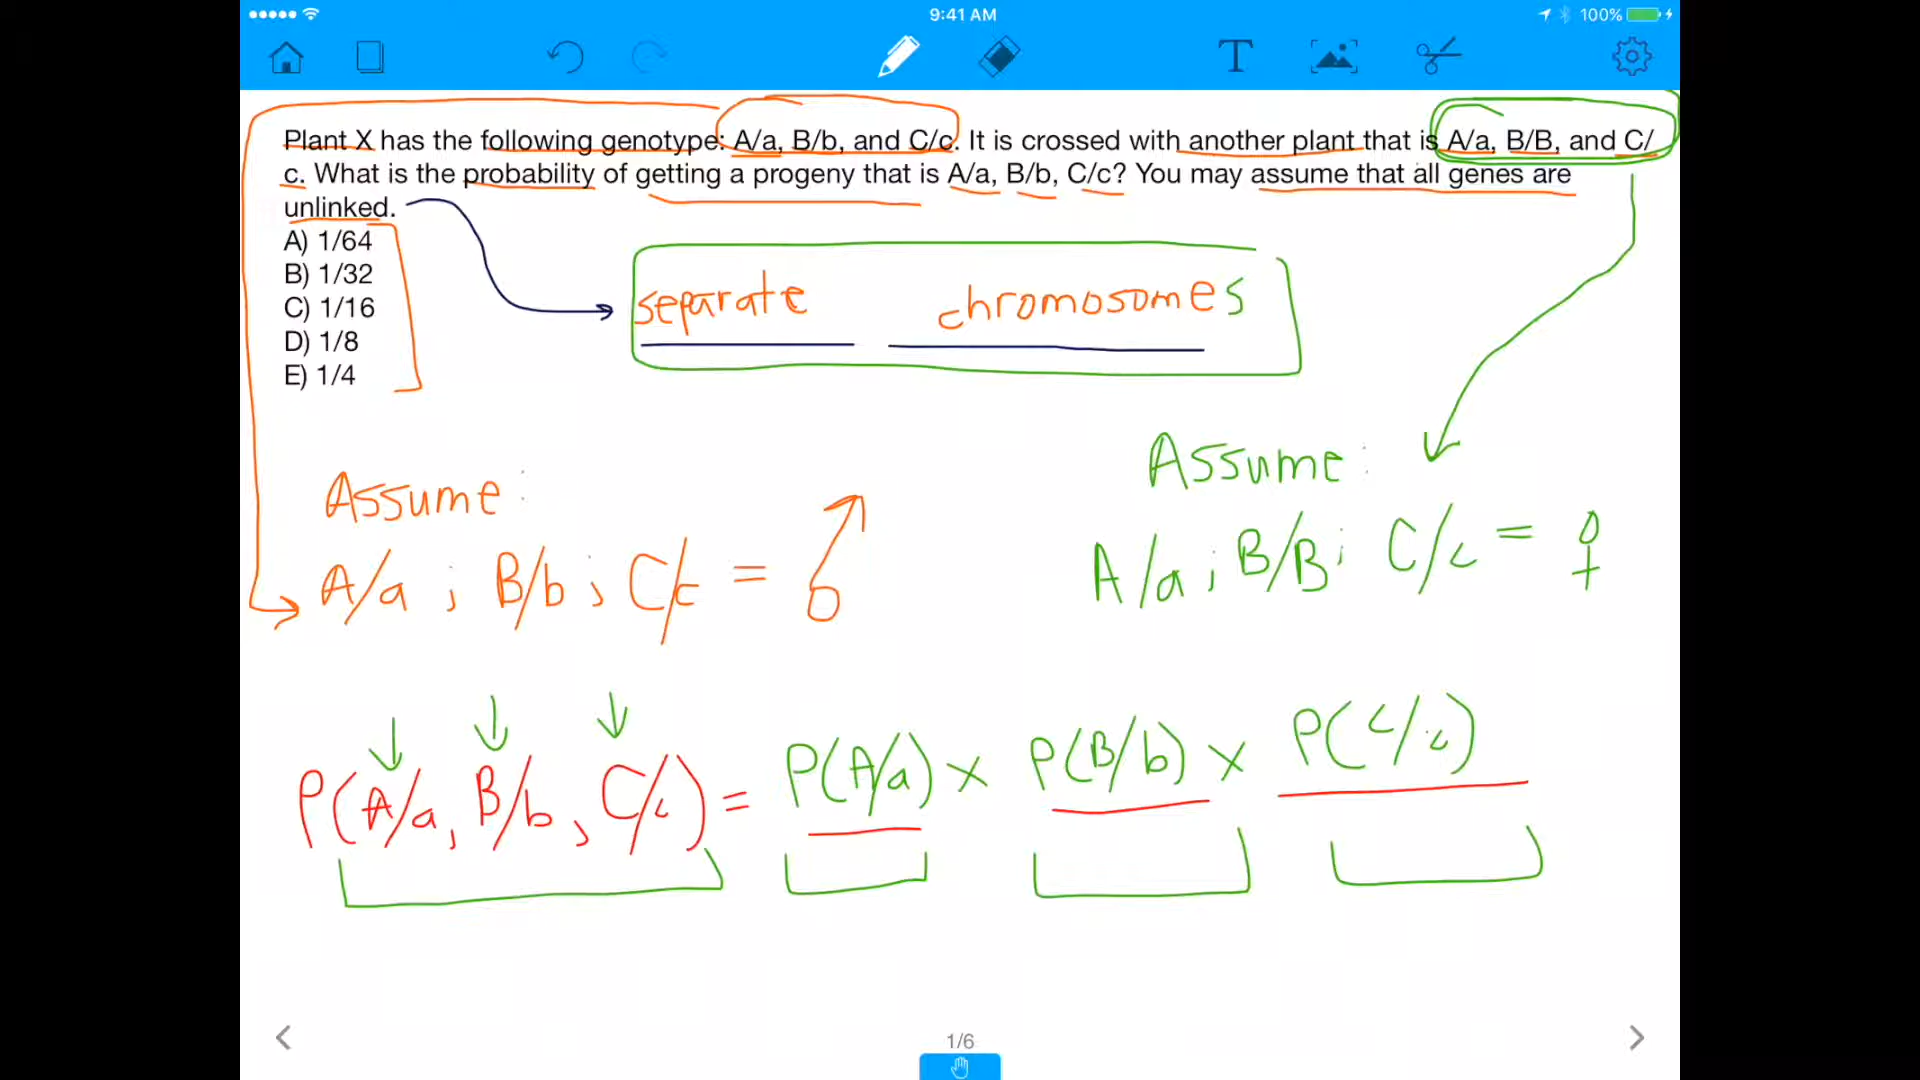 9:41 AM
100%
T
Plant X has the following genotype: A/a, B/b, and C/c. It is crossed with another plant that is A/a, B/B, and C/
c. What is the probability of getting a progeny that is A/a, B/b, C/c? You may assume that all genes are
unlinked.
A) 1/64
B) 1/32
C) 1/16
D) 1/8
E) 1/4
separate chromosomes
Assume:
A/a ; B/b ; C/c = ♂
Assume:
A/a ; B/B ; C/c = ♀
P(A/a, B/b, C/c) = P(A/a) x P(B/b) x P(C/c)
1/6